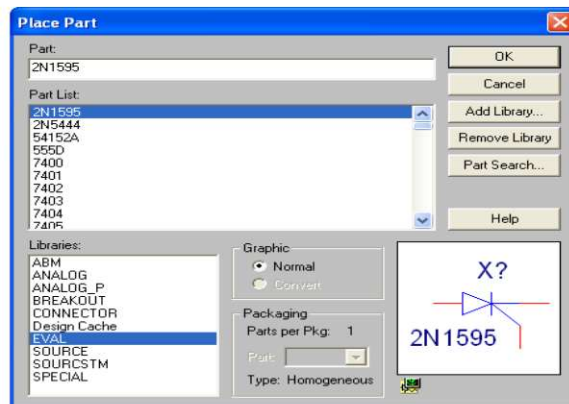 Place Part
Part:
2N1595
OK
Cancel
Part List:
2N1595
2N5444
54152A
555D
7400
7401
7402
7403
7404
7405
Add Library...
Remove Library
Part Search...
Help
Libraries:
ABM
ANALOG
ANALOG_P
BREAKOUT
CONNECTOR
Design Cache
EVAL
SOURCE
SOURCSTM
SPECIAL
Graphic
Normal
Convert
Packaging
Parts per Pkg: 1
Part:
Type: Homogeneous
X?
2N1595